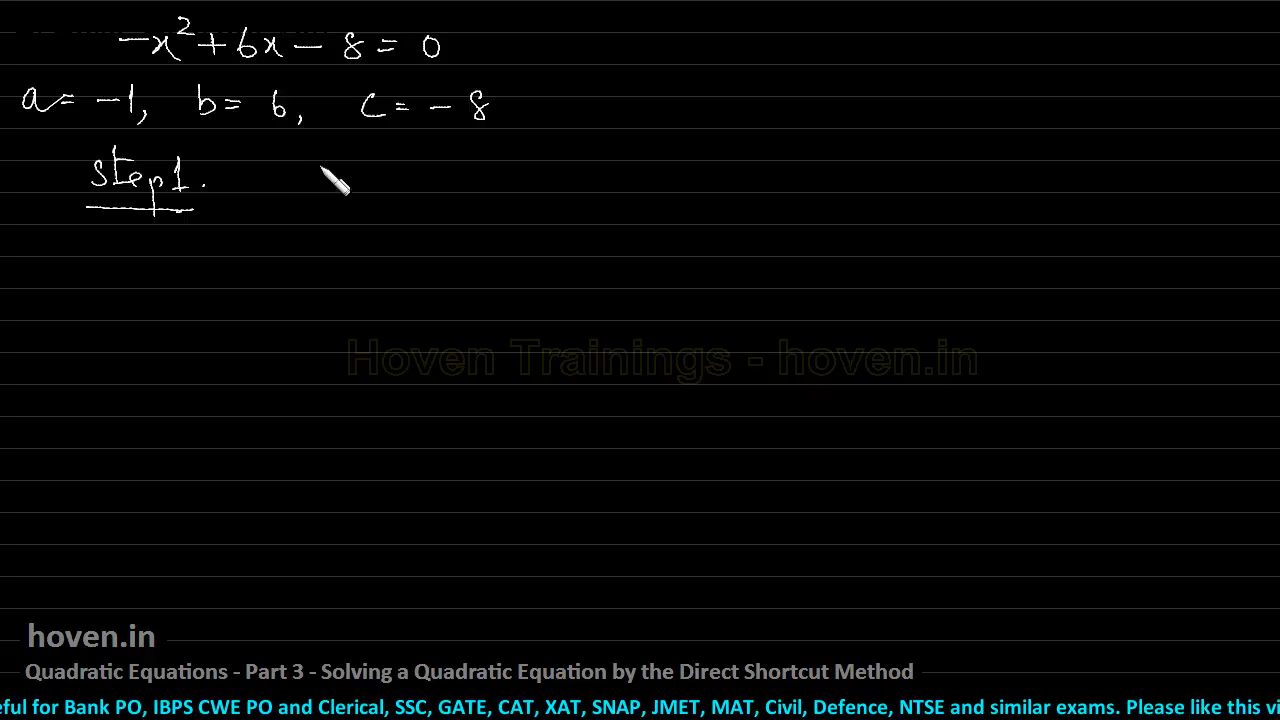 -x² + 6x - 8 = 0
a = -1, b = 6, c = -8
Step 1.
Hoven Trainings - hoven.in
hoven.in
Quadratic Equations - Part 3 - Solving a Quadratic Equation by the Direct Shortcut Method
eful for Bank PO, IBPS CWE PO and Clerical, SSC, GATE, CAT, XAT, SNAP, JMET, MAT, Civil, Defence, NTSE and similar exams. Please like this vi